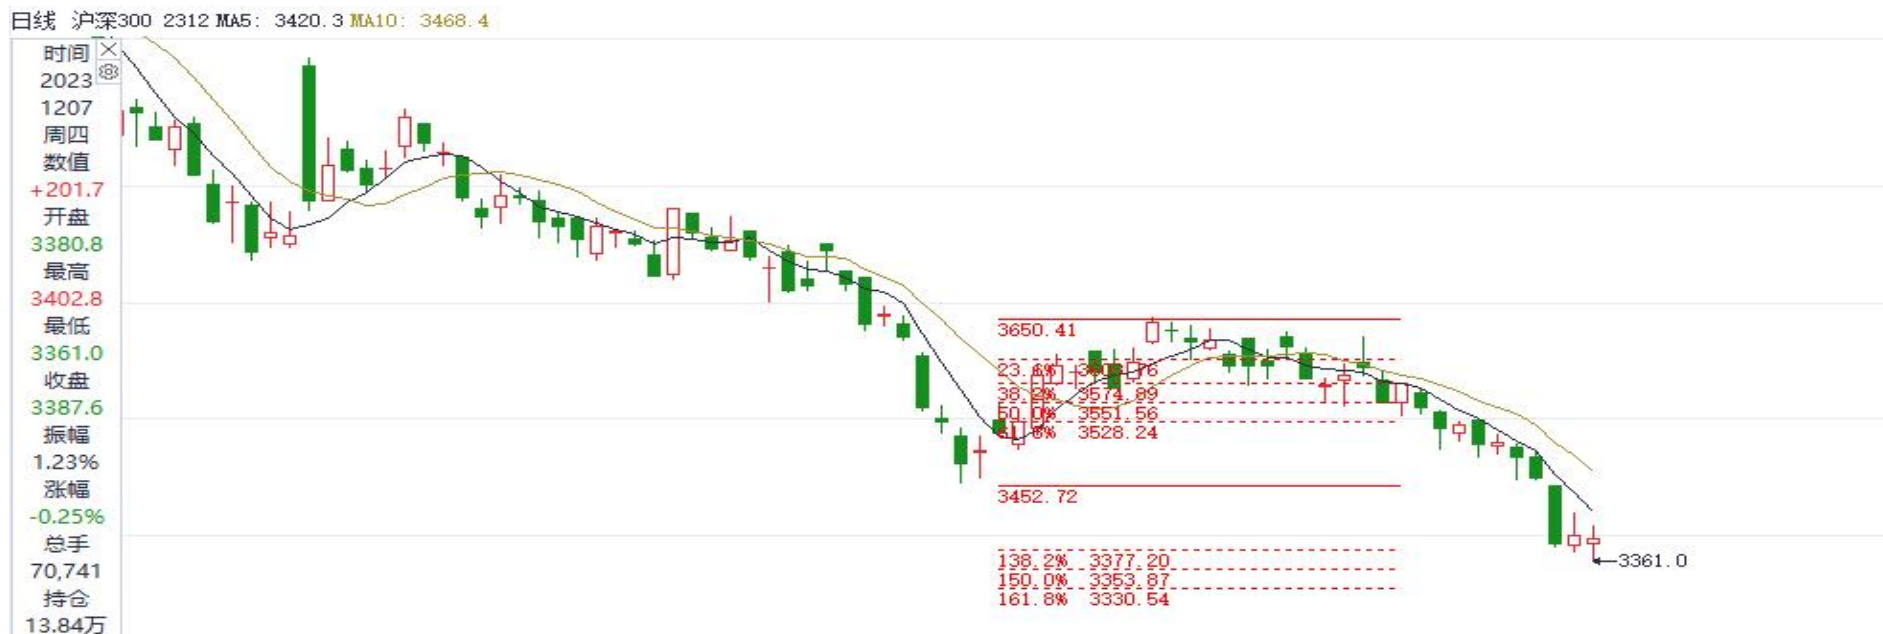 日线 沪深300 2312 MA5: 3420.3 MA10: 3468.4
时间
2023
1207
周四
数值
+201.7
开盘
3380.8
最高
3402.8
最低
3361.0
收盘
3387.6
振幅
1.23%
涨幅
-0.25%
总手
70,741
持仓
13.84万
3650.41
38.2% 3574.89
50.0% 3551.56
3528.24
3452.72
138.2% 3377.20
150.0% 3353.87
161.8% 3330.54
3361.0